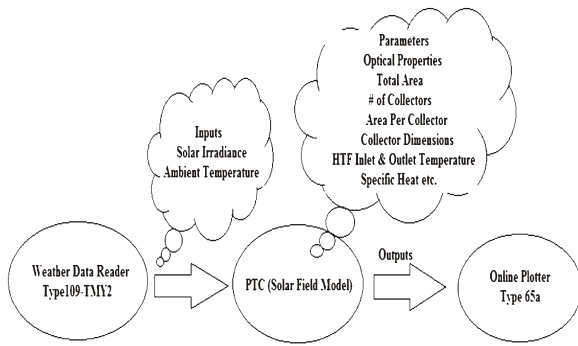 Parameters
Optical Properties
Total Area
# of Collectors
Area Per Collector
Collector Dimensions
HTF Inlet & Outlet Temperature
Specific Heat etc.
Inputs
Solar Irradiance
Ambient Temperature
Weather Data Reader
Type109-TMY2
PTC (Solar Field Model)
Outputs
Online Plotter
Type 65a